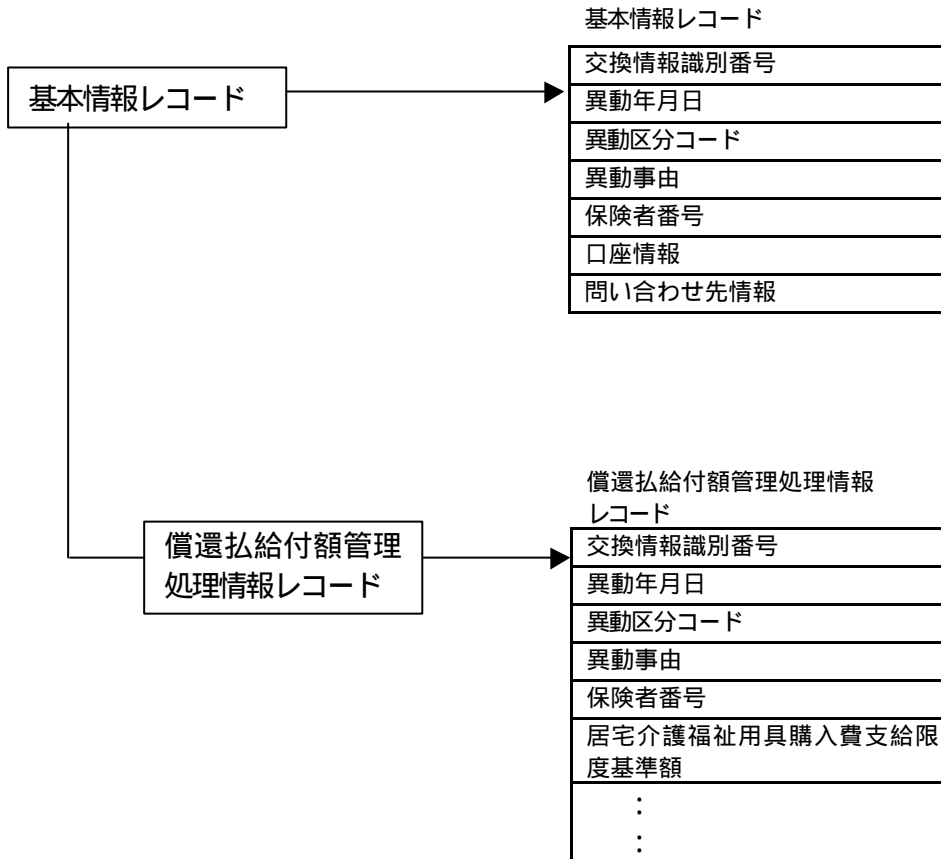 基本情報レコード
基本情報レコード
交換情報識別番号
異動年月日
異動区分コード
異動事由
保険者番号
口座情報
問い合わせ先情報
償還払給付額管理
処理情報レコード
償還払給付額管理処理情報
レコード
交換情報識別番号
異動年月日
異動区分コード
異動事由
保険者番号
居宅介護福祉用具購入費支給限
度基準額
：
：